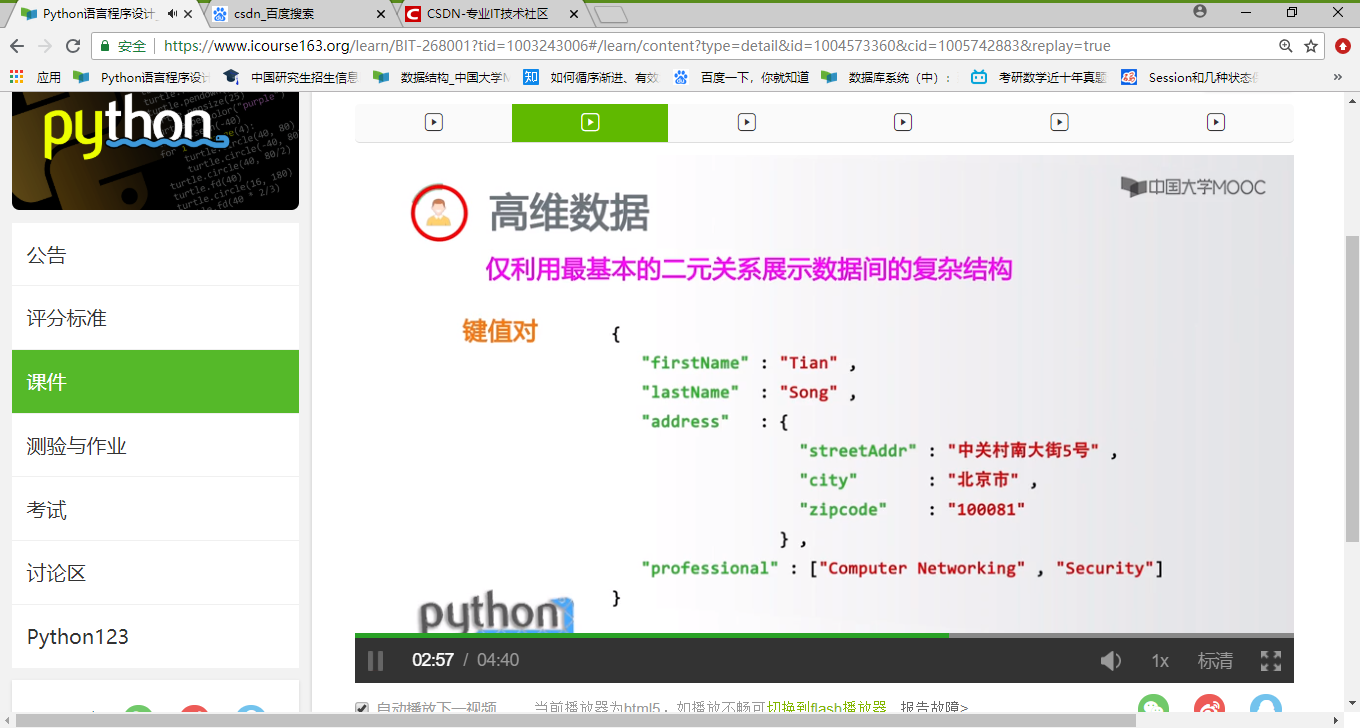 Python语言程序设计_
csdn_百度搜索
CSDN-专业IT技术社区
安全 https://www.icourse163.org/learn/BIT-268001?tid=1003243006#/learn/content?type=detail&id=1004573360&cid=1005742883&replay=true
应用 Python语言程序设计 中国研究生招生信息 数据结构_中国大学M 知 如何循序渐进、有效 百度一下，你就知道 数据库系统（中）: 考研数学近十年真题 Session和几种状态 »
python
公告
评分标准
课件
测验与作业
考试
讨论区
Python123
中国大学MOOC
高维数据
仅利用最基本的二元关系展示数据间的复杂结构
键值对
{
"firstName" : "Tian" ,
"lastName" : "Song" ,
"address" : {
"streetAddr" : "中关村南大街5号" ,
"city" : "北京市" ,
"zipcode" : "100081"
} ,
"professional" : ["Computer Networking" , "Security"]
}
python
02:57 / 04:40 1x 标清
自动播放下一视频 当前播放器为html5，如播放不畅可切换到flash播放器 报告故障>